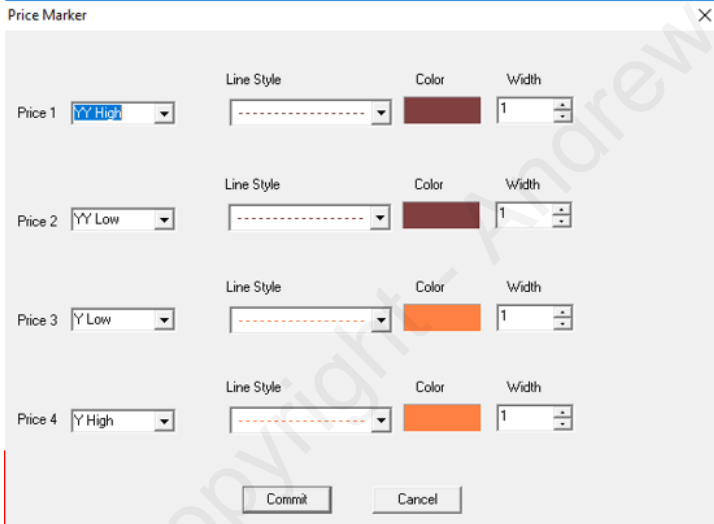 Price Marker
Line Style Color Width
Price 1 YY High 1
Line Style Color Width
Price 2 YY Low 1
Line Style Color Width
Price 3 Y Low 1
Line Style Color Width
Price 4 Y High 1
Commit Cancel
opyright - Andrew